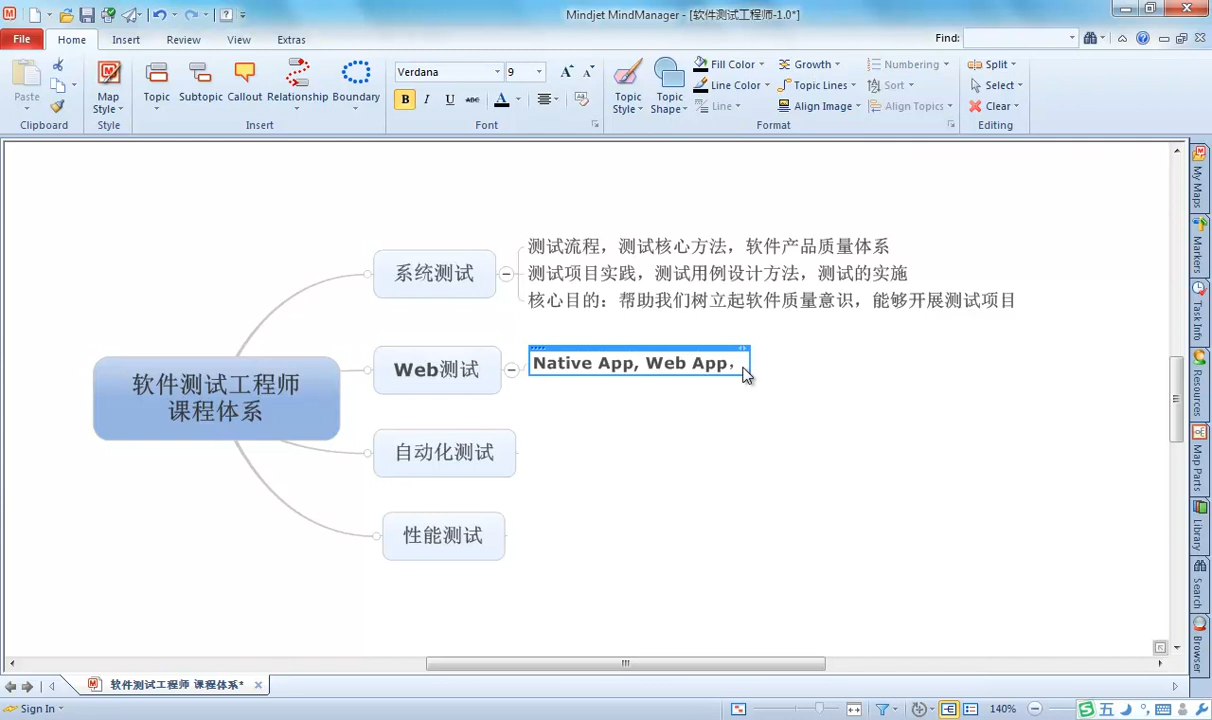 Mindjet MindManager - [软件测试工程师-1.0*]
File
Home
Insert
Review
View
Extras
Find:
Paste
Clipboard
Map
Style
Style
Topic
Subtopic
Callout
Relationship
Boundary
Insert
Verdana
9
B
I
U
abc
A
Font
Topic
Style
Topic
Shape
Fill Color
Line Color
Line
Growth
Topic Lines
Align Image
Numbering
Sort
Align Topics
Format
Split
Select
Clear
Editing
系统测试
测试流程，测试核心方法，软件产品质量体系
测试项目实践，测试用例设计方法，测试的实施
核心目的：帮助我们树立起软件质量意识，能够开展测试项目
软件测试工程师
课程体系
Web测试
Native App, Web App，
自动化测试
性能测试
My Maps
Markers
Task Info
Resources
Map Parts
Library
Search
Browser
软件测试工程师 课程体系*
Sign In
140%
五